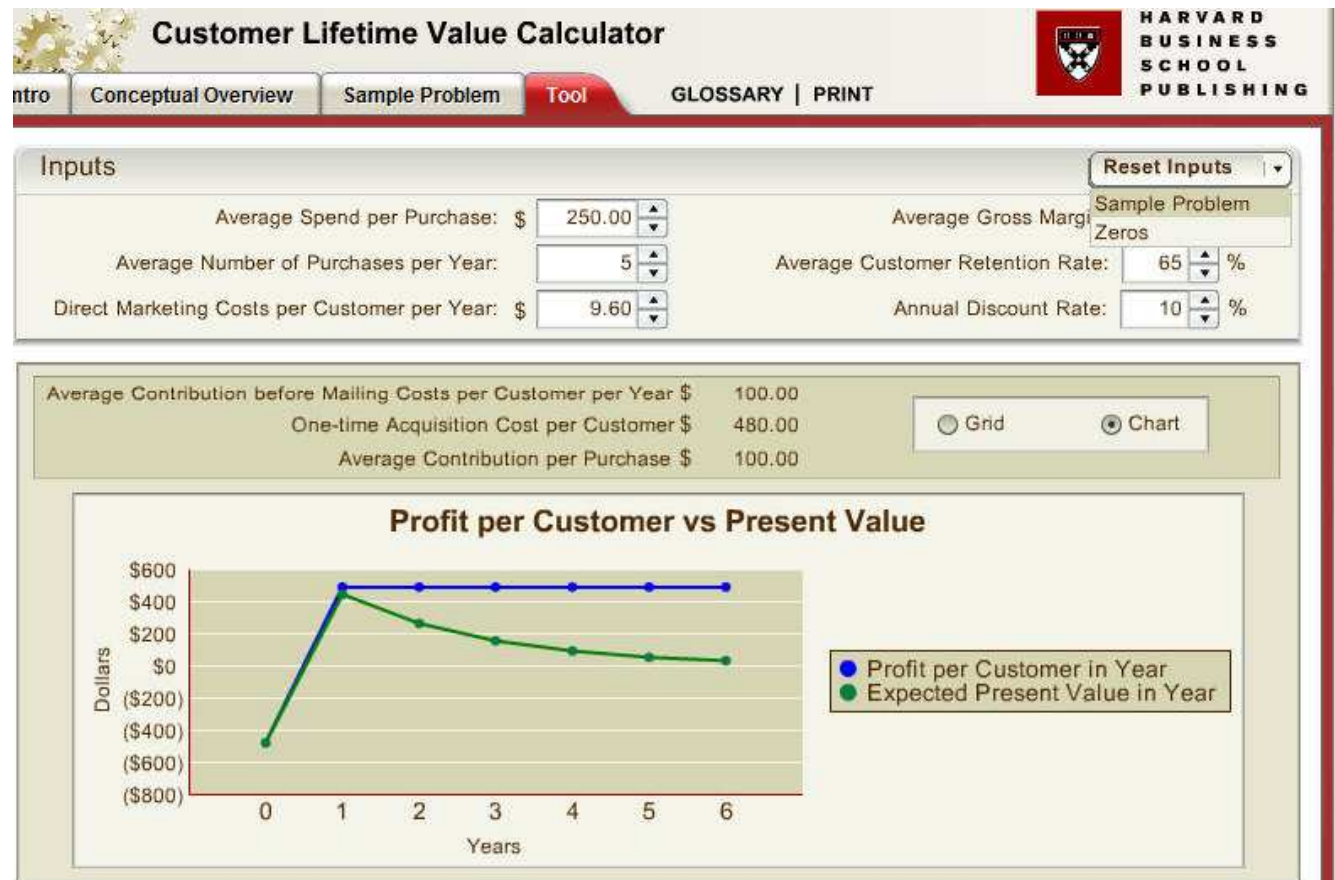 Customer Lifetime Value Calculator
HARVARD
BUSINESS
SCHOOL
PUBLISHING
ntro Conceptual Overview Sample Problem Tool GLOSSARY | PRINT
Inputs Reset Inputs
Sample Problem
Zeros
Average Spend per Purchase: $ 250.00 Average Gross Margi
Average Number of Purchases per Year: 5 Average Customer Retention Rate: 65 %
Direct Marketing Costs per Customer per Year: $ 9.60 Annual Discount Rate: 10 %
Average Contribution before Mailing Costs per Customer per Year $ 100.00
One-time Acquisition Cost per Customer $ 480.00
Average Contribution per Purchase $ 100.00
Grid Chart
Profit per Customer vs Present Value
$600
$400
$200
$0
($200)
($400)
($600)
($800)
Dollars
0 1 2 3 4 5 6
Years
Profit per Customer in Year
Expected Present Value in Year